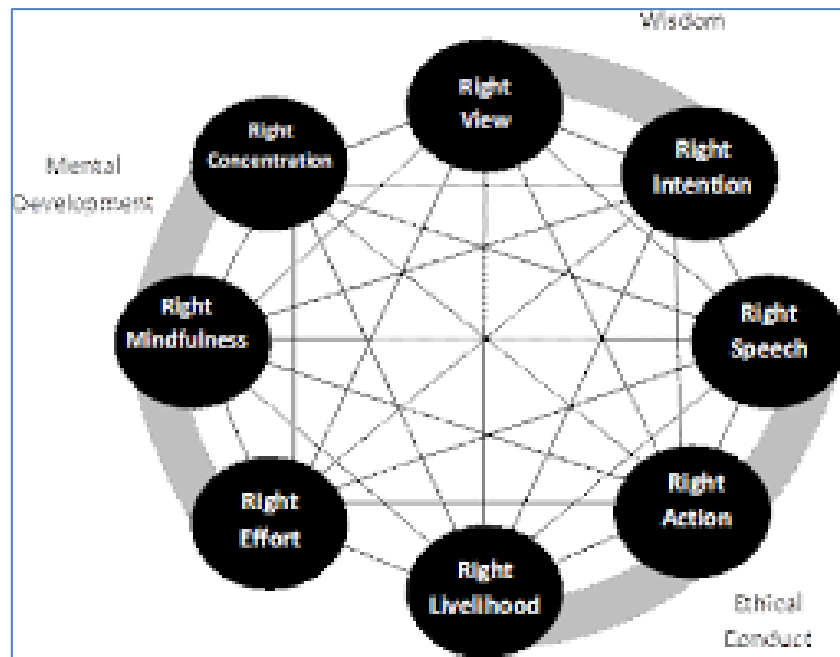 Wisdom
Right
View
Right
Intention
Right
Speech
Right
Action
Ethical
Conduct
Right
Livelihood
Right
Effort
Right
Mindfulness
Mental
Development
Right
Concentration